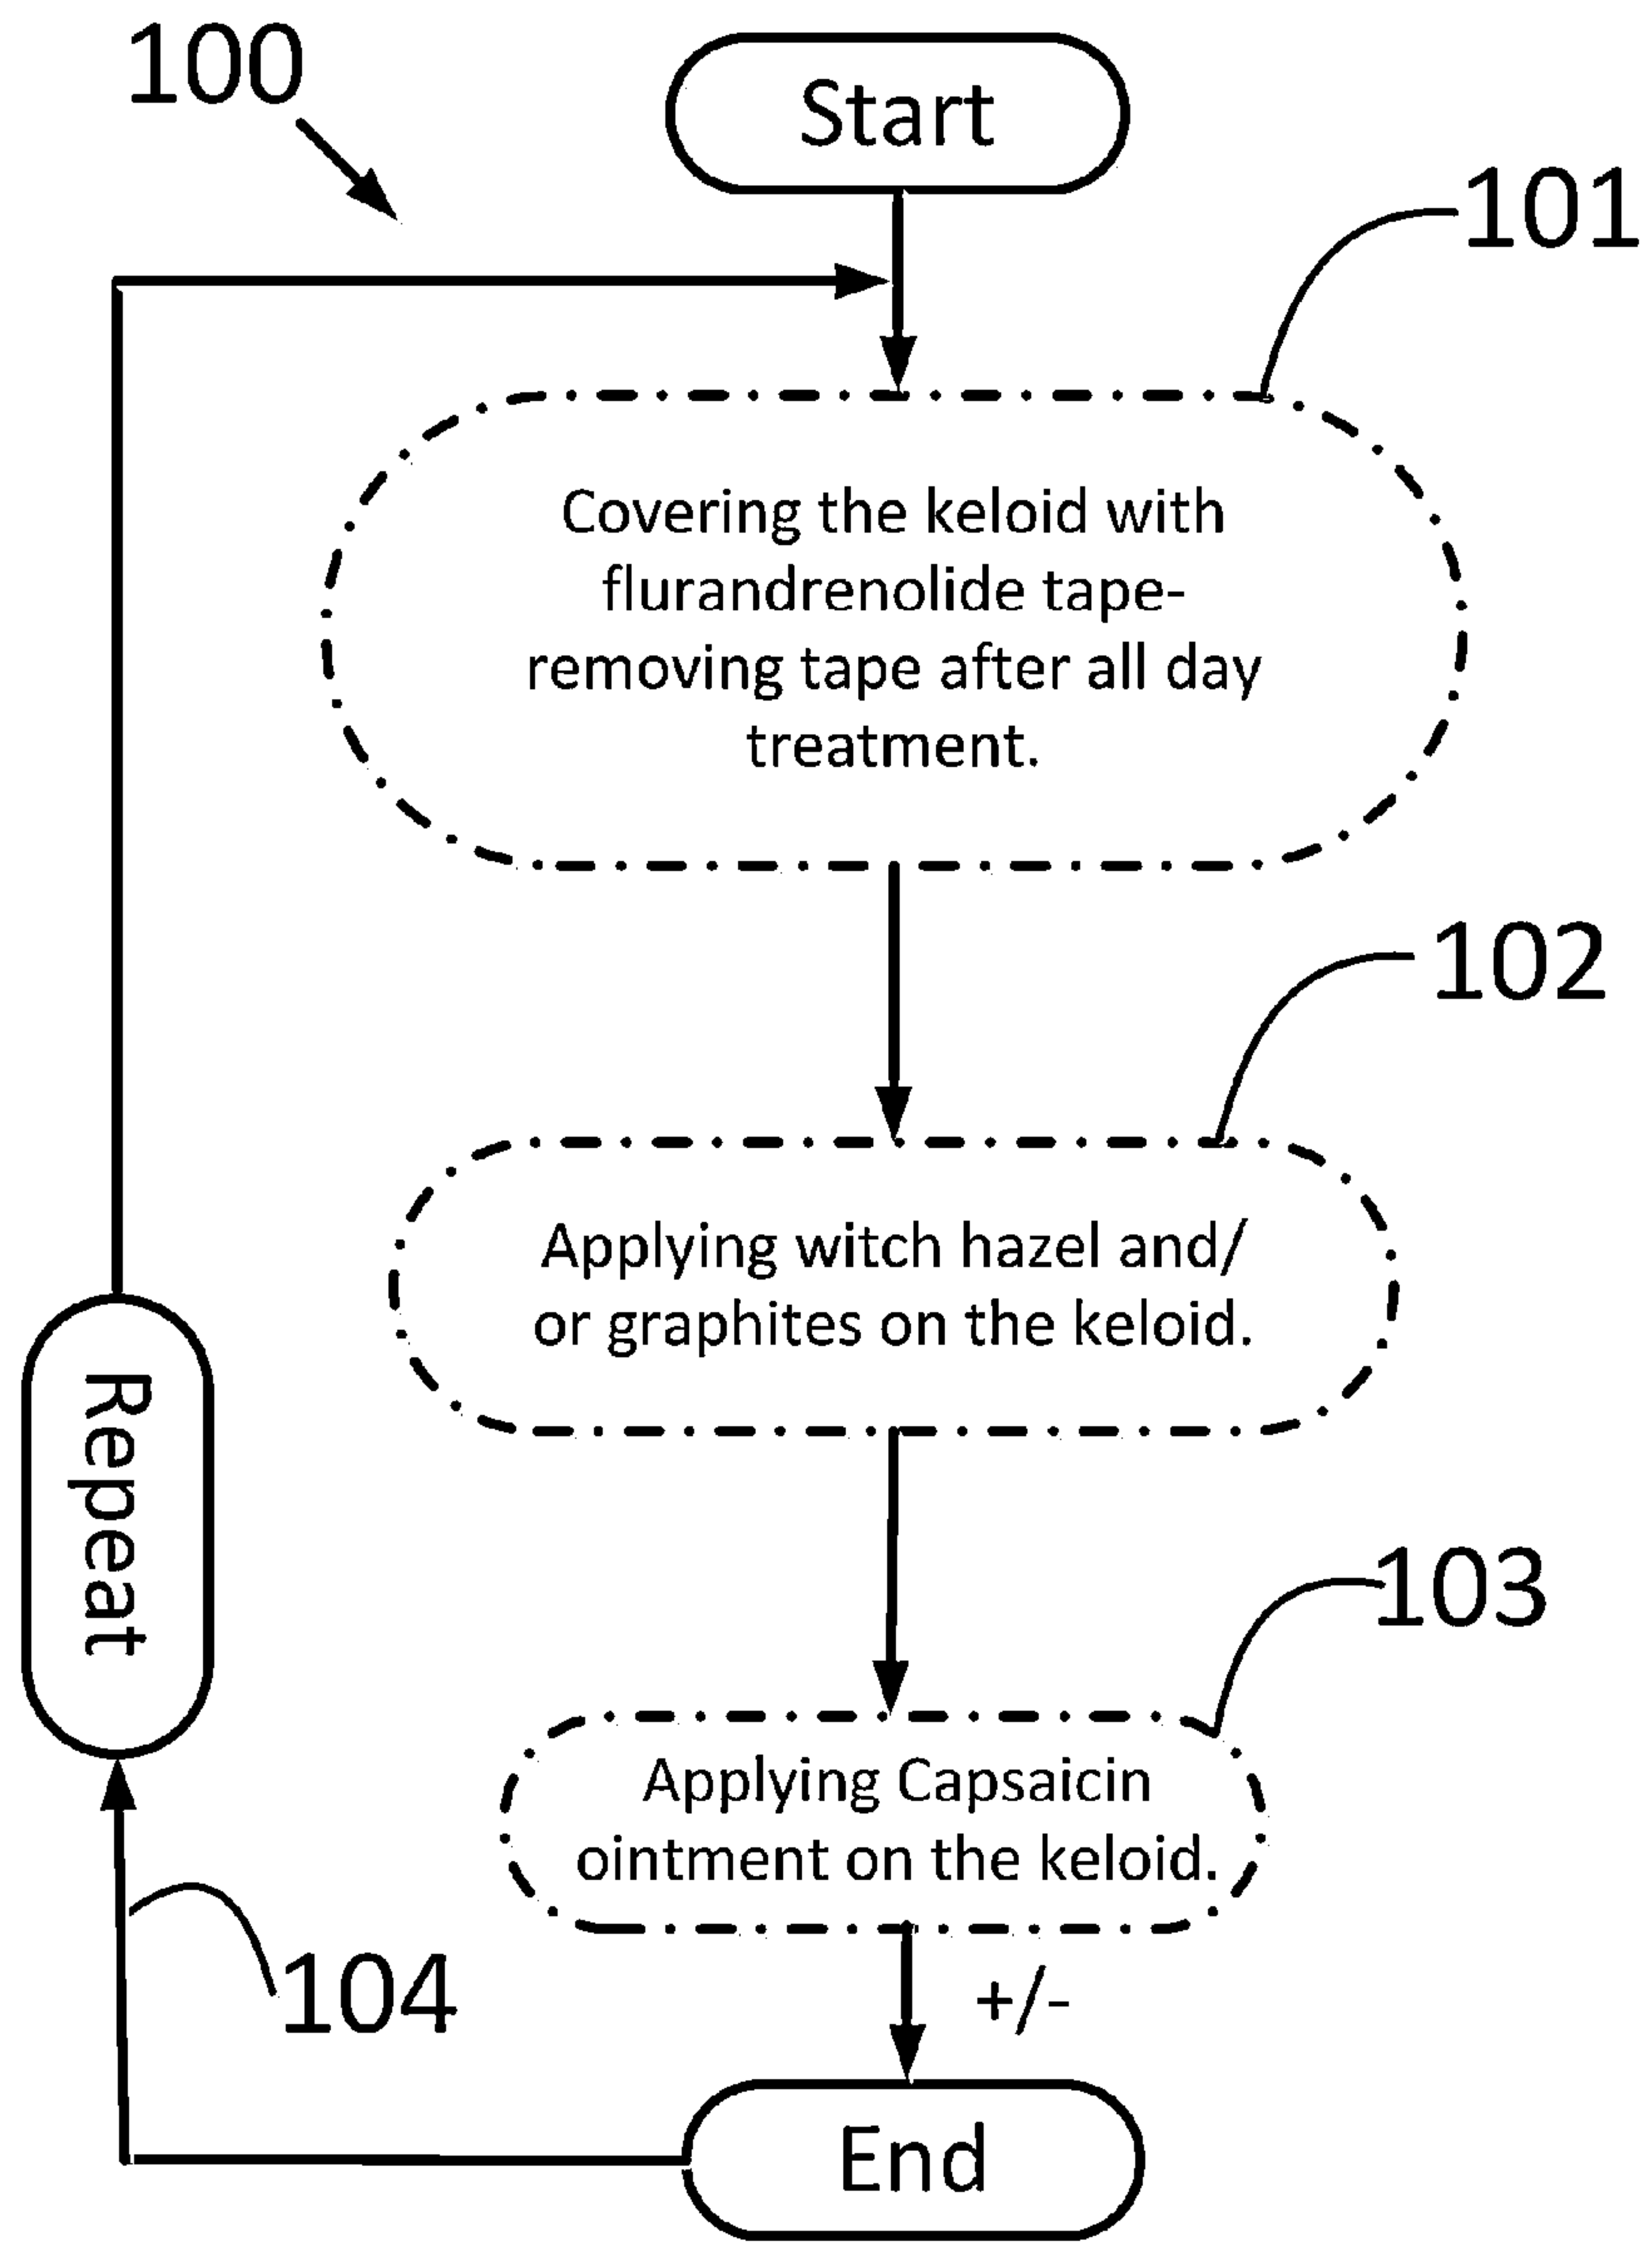 100
Start
101
Covering the keloid with
flurandrenolide tape-
removing tape after all day
treatment.
102
Applying witch hazel and/
or graphites on the keloid.
Repeat
103
Applying Capsaicin
ointment on the keloid.
104
+/-
End